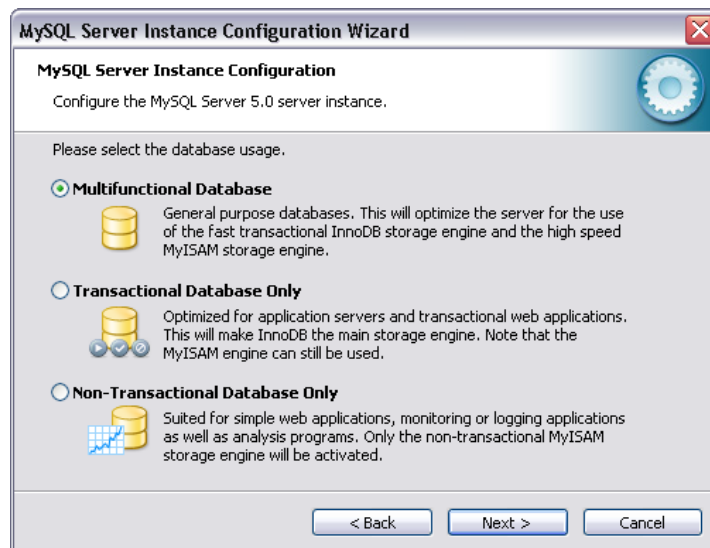 MySQL Server Instance Configuration Wizard
MySQL Server Instance Configuration
Configure the MySQL Server 5.0 server instance.
Please select the database usage.
Multifunctional Database
General purpose databases. This will optimize the server for the use
of the fast transactional InnoDB storage engine and the high speed
MyISAM storage engine.
Transactional Database Only
Optimized for application servers and transactional web applications.
This will make InnoDB the main storage engine. Note that the
MyISAM engine can still be used.
Non-Transactional Database Only
Suited for simple web applications, monitoring or logging applications
as well as analysis programs. Only the non-transactional MyISAM
storage engine will be activated.
< Back Next > Cancel